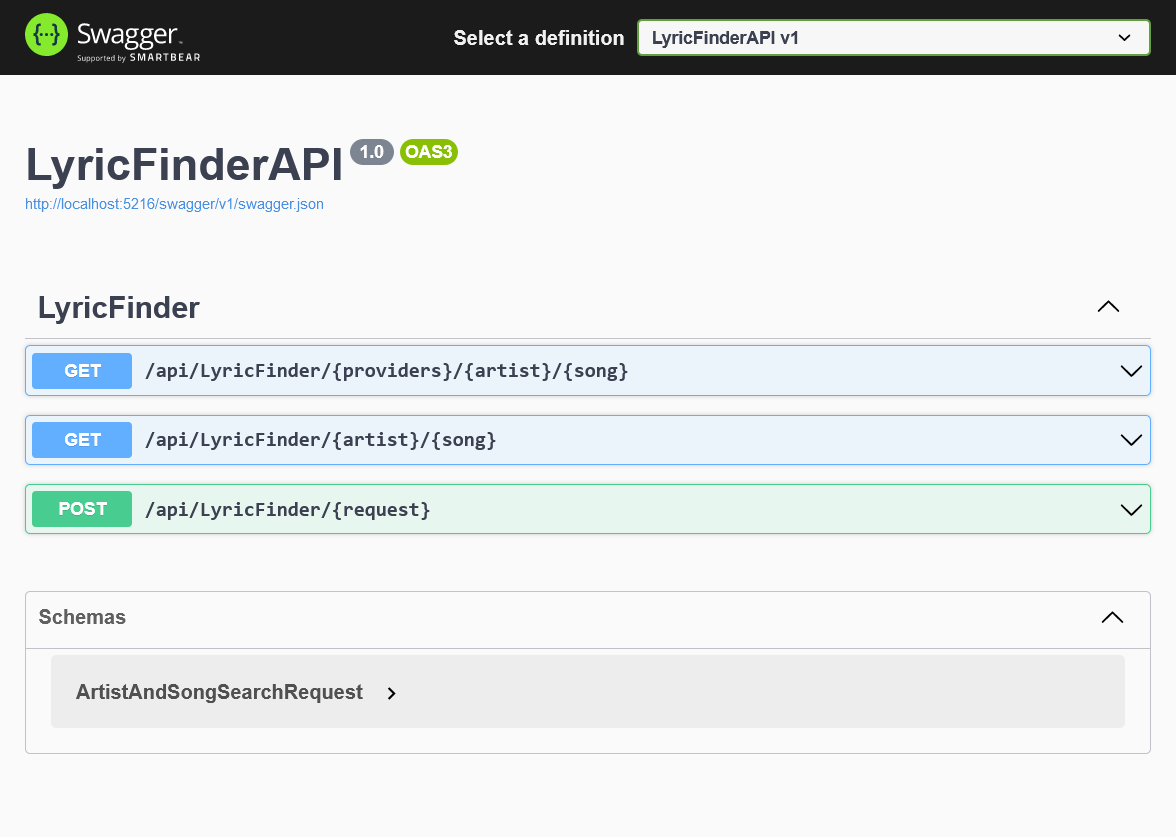 Swagger™
Supported by SMARTBEAR
Select a definition
LyricFinderAPI v1
LyricFinderAPI 1.0 OAS3
http://localhost:5216/swagger/v1/swagger.json
LyricFinder
GET /api/LyricFinder/{providers}/{artist}/{song}
GET /api/LyricFinder/{artist}/{song}
POST /api/LyricFinder/{request}
Schemas
ArtistAndSongSearchRequest